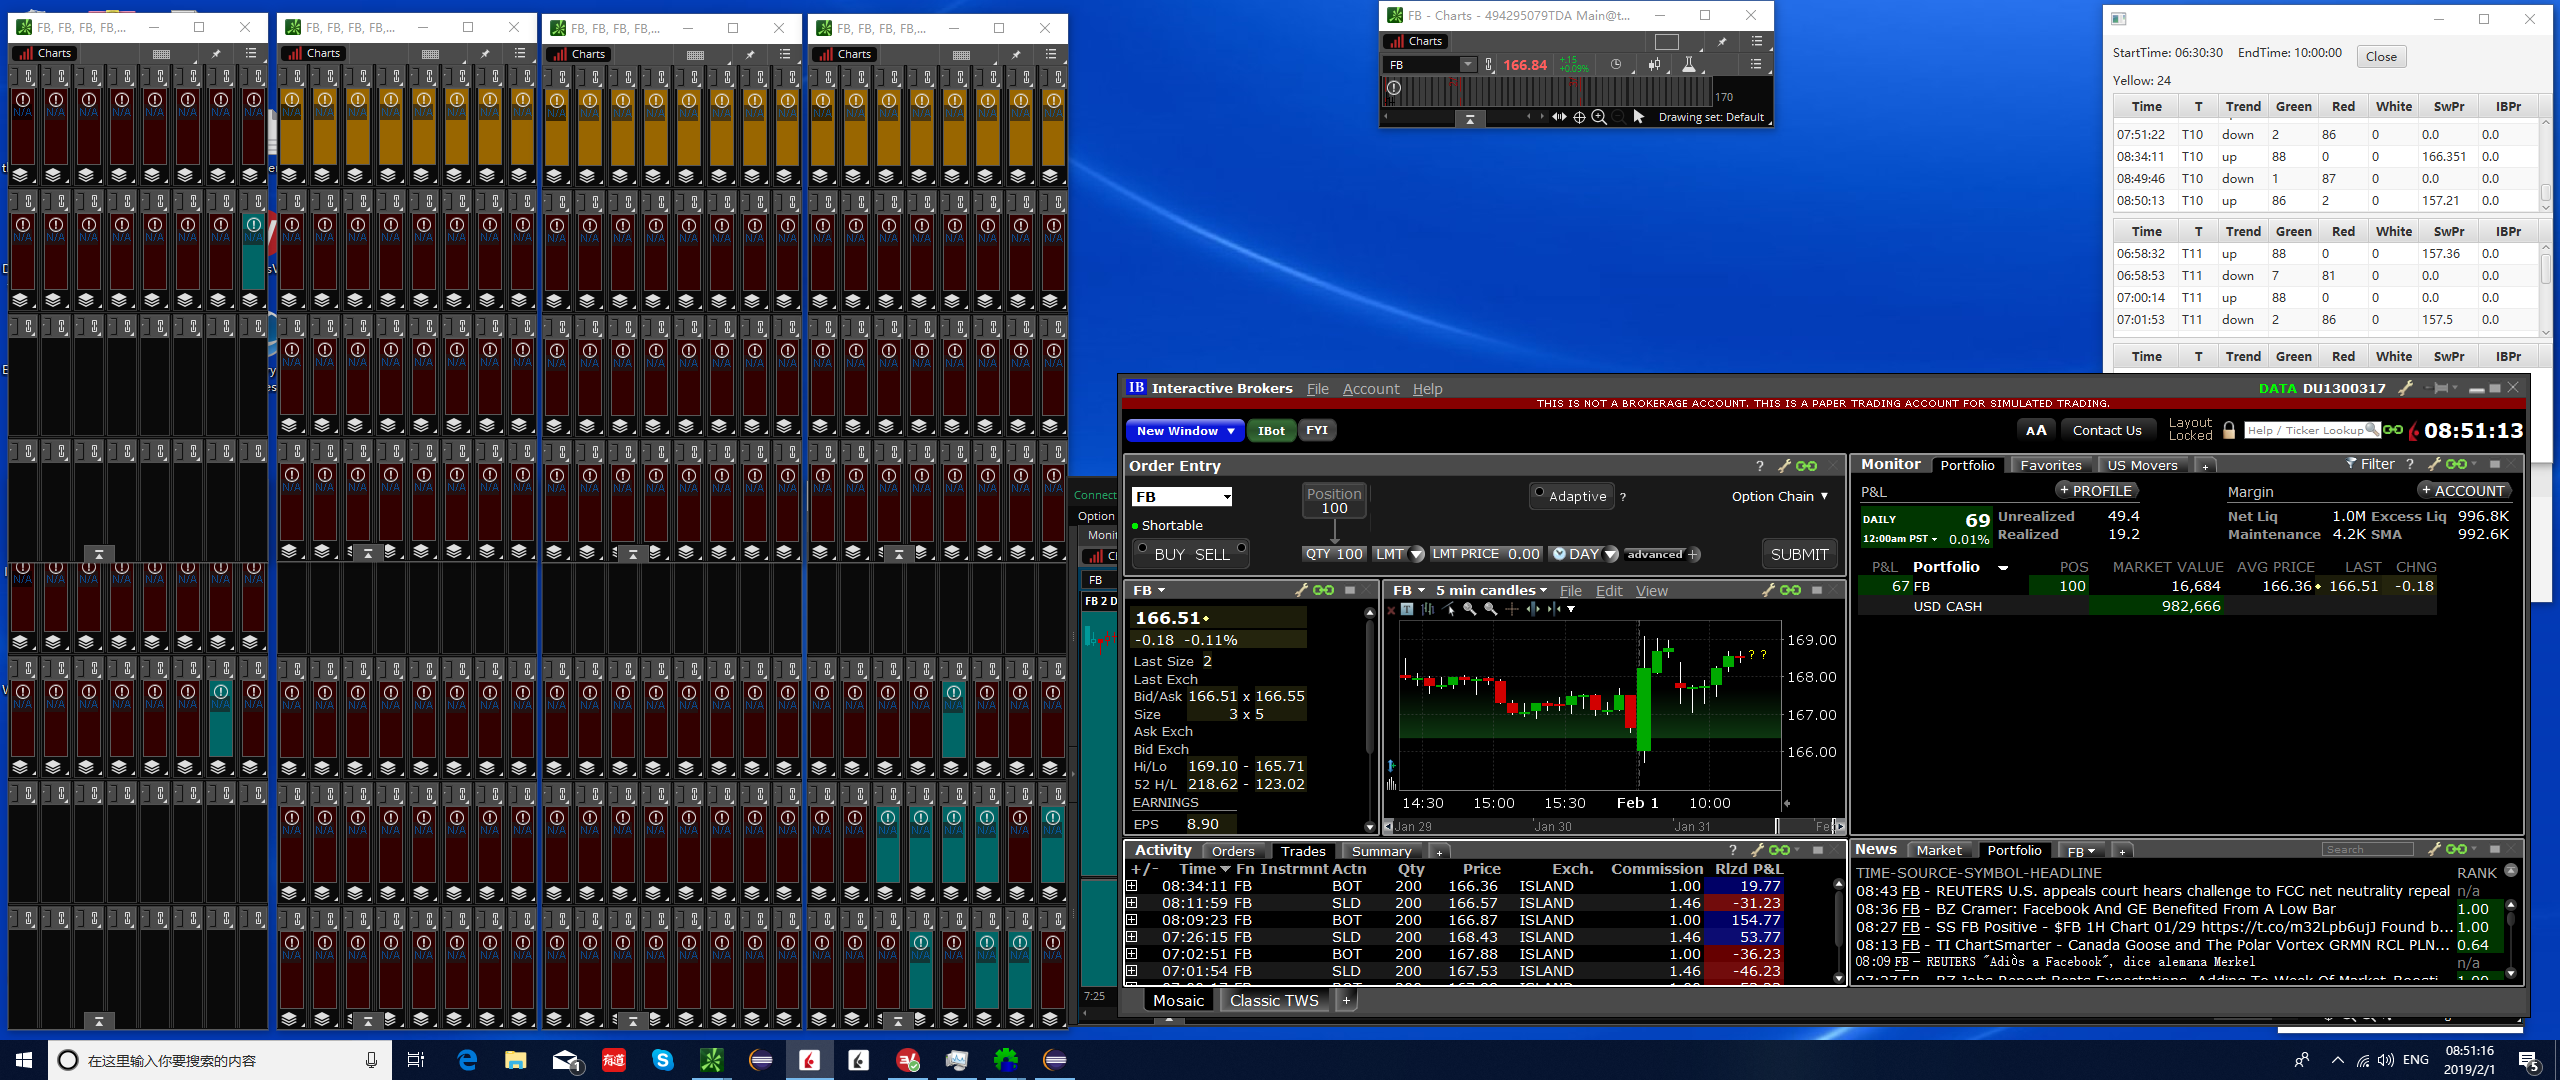 FB, FB, FB, FB,...
FB, FB, FB, FB,...
FB, FB, FB, FB,...
FB, FB, FB, FB,...
Charts
Charts
Charts
Charts
FB - Charts - 494295079TDA Main@t...
Charts
FB 166.84 +.15 +0.09%
170
Drawing set: Default
StartTime: 06:30:30 EndTime: 10:00:00 Close
Yellow: 24
Time T Trend Green Red White SwPr IBPr
07:51:22 T10 down 2 86 0 0.0 0.0
08:34:11 T10 up 88 0 0 166.351 0.0
08:49:46 T10 down 1 87 0 0.0 0.0
08:50:13 T10 up 86 2 0 157.21 0.0
Time T Trend Green Red White SwPr IBPr
06:58:32 T11 up 88 0 0 157.36 0.0
06:58:53 T11 down 7 81 0 0.0 0.0
07:00:14 T11 up 88 0 0 0.0 0.0
07:01:53 T11 down 2 86 0 157.5 0.0
Time T Trend Green Red White SwPr IBPr
IB Interactive Brokers File Account Help
DATA DU1300317
THIS IS NOT A BROKERAGE ACCOUNT. THIS IS A PAPER TRADING ACCOUNT FOR SIMULATED TRADING.
New Window IBot FYI
AA Contact Us Layout Locked Help / Ticker Lookup 08:51:13
Order Entry
FB
Position 100
Adaptive ?
Option Chain
Shortable
BUY SELL
QTY 100 LMT LMT PRICE 0.00 DAY advanced + SUBMIT
Monitor Portfolio Favorites US Movers +
Filter ?
P&L + PROFILE Margin + ACCOUNT
DAILY 69 Unrealized 49.4 Net Liq 1.0M Excess Liq 996.8K
12:00am PST 0.01% Realized 19.2 Maintenance 4.2K SMA 992.6K
P&L Portfolio POS MARKET VALUE AVG PRICE LAST CHNG
67 FB 100 16,684 166.36 166.51 -0.18
USD CASH 982,666
FB
166.51
-0.18 -0.11%
Last Size 2
Last Exch
Bid/Ask 166.51 x 166.55
Size 3 x 5
Ask Exch
Bid Exch
Hi/Lo 169.10 - 165.71
52 H/L 218.62 - 123.02
EARNINGS
EPS 8.90
FB 5 min candles File Edit View
169.00
168.00
167.00
166.00
? ?
14:30 15:00 15:30 Feb 1 10:00
Jan 29 Jan 30 Jan 31
Activity Orders Trades Summary +
+/- Time Fn Instrmnt Actn Qty Price Exch. Commission Rlzd P&L
08:34:11 FB BOT 200 166.36 ISLAND 1.00 19.77
08:11:59 FB SLD 200 166.57 ISLAND 1.46 -31.23
08:09:23 FB BOT 200 166.87 ISLAND 1.00 154.77
07:26:15 FB SLD 200 168.43 ISLAND 1.46 53.77
07:02:51 FB BOT 200 167.88 ISLAND 1.00 -36.23
07:01:54 FB SLD 200 167.53 ISLAND 1.46 -46.23
News Market Portfolio FB +
Search
TIME-SOURCE-SYMBOL-HEADLINE RANK
08:43 FB - REUTERS U.S. appeals court hears challenge to FCC net neutrality repeal n/a
08:36 FB - BZ Cramer: Facebook And GE Benefited From A Low Bar 1.00
08:27 FB - SS FB Positive - $FB 1H Chart 01/29 https://t.co/m32Lpb6ujJ Found b... 1.00
08:13 FB - TI ChartSmarter - Canada Goose and The Polar Vortex GRMN RCL PLN... 0.64
08:09 FB - REUTERS "Adiòs a Facebook", dice alemana Merkel n/a
Mosaic Classic TWS +
Connect
Option
Monit
FB
FB 2 D
7:25
在这里输入你要搜索的内容
有道
ENG
08:51:16
2019/2/1
5